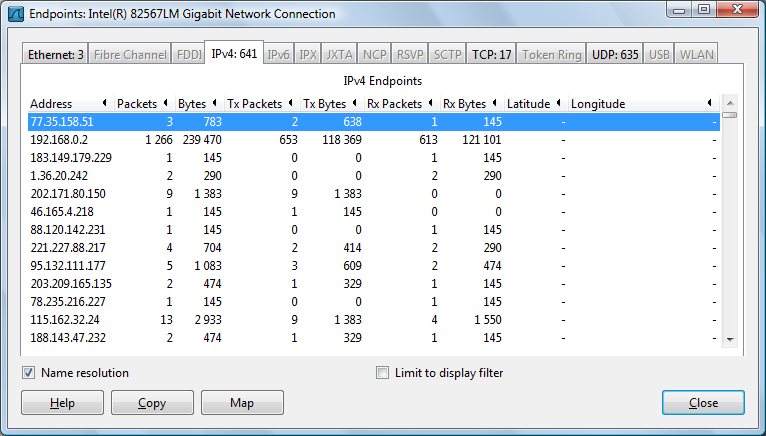 Endpoints: Intel(R) 82567LM Gigabit Network Connection
Ethernet: 3 Fibre Channel FDDI IPv4: 641 IPv6 IPX JXTA NCP RSVP SCTP TCP: 17 Token Ring UDP: 635 USB WLAN
IPv4 Endpoints
Address Packets Bytes Tx Packets Tx Bytes Rx Packets Rx Bytes Latitude Longitude
77.35.158.51 3 783 2 638 1 145 - -
192.168.0.2 1 266 239 470 653 118 369 613 121 101 - -
183.149.179.229 1 145 0 0 1 145 - -
1.36.20.242 2 290 0 0 2 290 - -
202.171.80.150 9 1 383 9 1 383 0 0 - -
46.165.4.218 1 145 1 145 0 0 - -
88.120.142.231 1 145 0 0 1 145 - -
221.227.88.217 4 704 2 414 2 290 - -
95.132.111.177 5 1 083 3 609 2 474 - -
203.209.165.135 2 474 1 329 1 145 - -
78.235.216.227 1 145 0 0 1 145 - -
115.162.32.24 13 2 933 9 1 383 4 1 550 - -
188.143.47.232 2 474 1 329 1 145 - -
Name resolution Limit to display filter
Help Copy Map Close